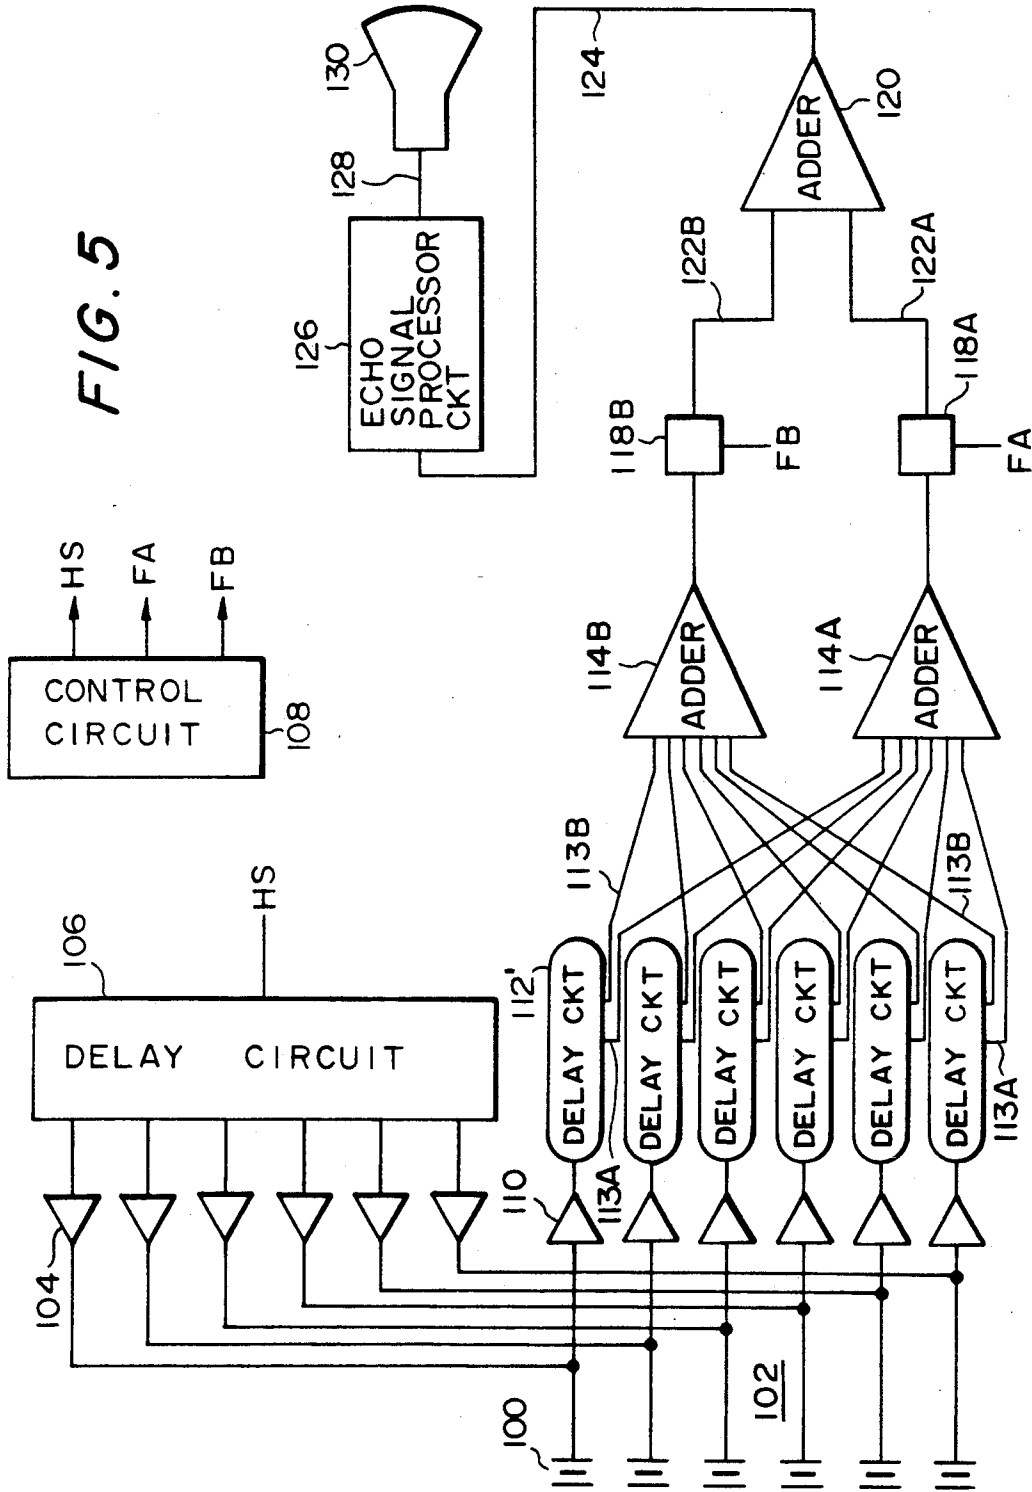 FIG. 5
130
128
126
ECHO
SIGNAL
PROCESSOR
CKT
124
ADDER
120
122B
122A
118B
118A
FB
FA
HS
FA
FB
CONTROL
CIRCUIT
108
114B
ADDER
114A
ADDER
113B
113B
HS
106
DELAY CIRCUIT
112'
DELAY CKT
DELAY CKT
DELAY CKT
DELAY CKT
DELAY CKT
DELAY CKT
113A
113A
110
104
102
100